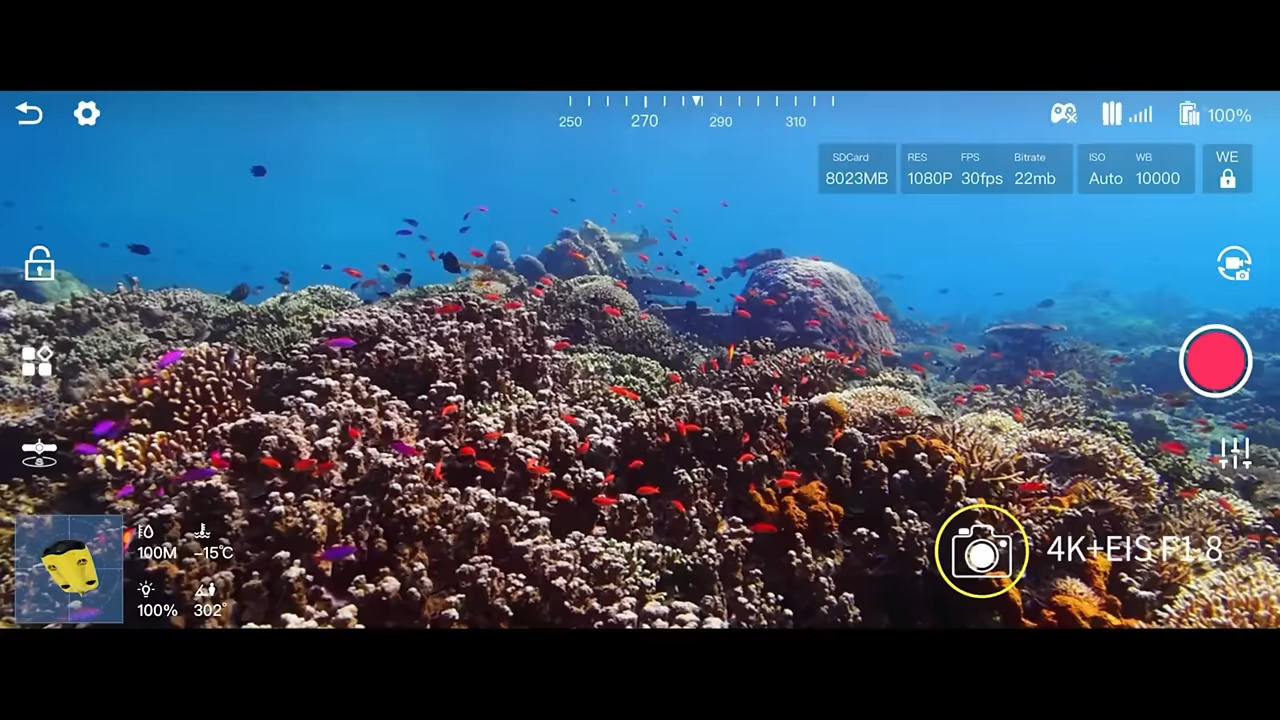 250 270 290 310
100%
SDCard RES FPS Bitrate ISO WB WE
8023MB 1080P 30fps 22mb Auto 10000
4K+EIS F1.8
100M –15℃
100% 302°